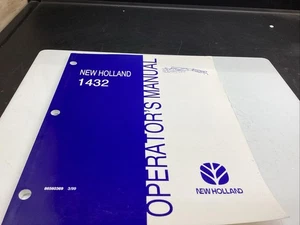 NEW HOLLAND
1432
OPERATOR'S MANUAL
NEW HOLLAND